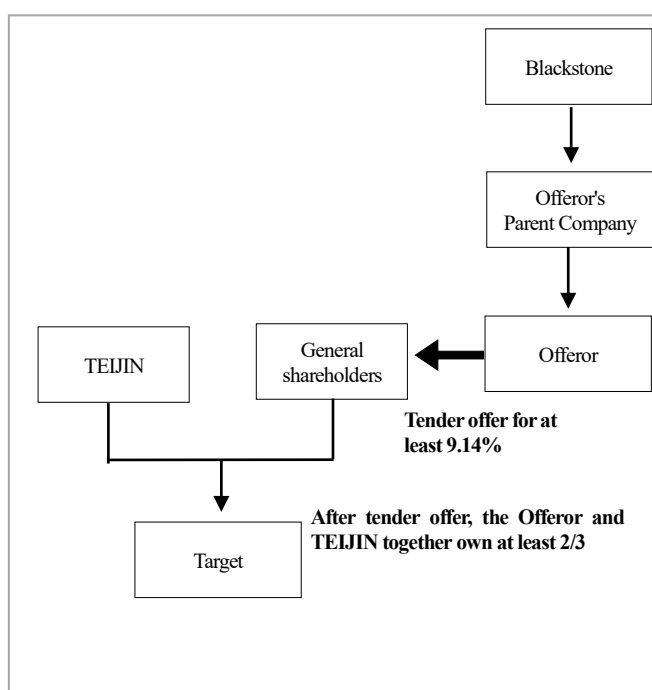 Blackstone
Offeror's
Parent Company
TEIJIN
General
shareholders
Offeror
Tender offer for at
least 9.14%
After tender offer, the Offeror and
TEIJIN together own at least 2/3
Target